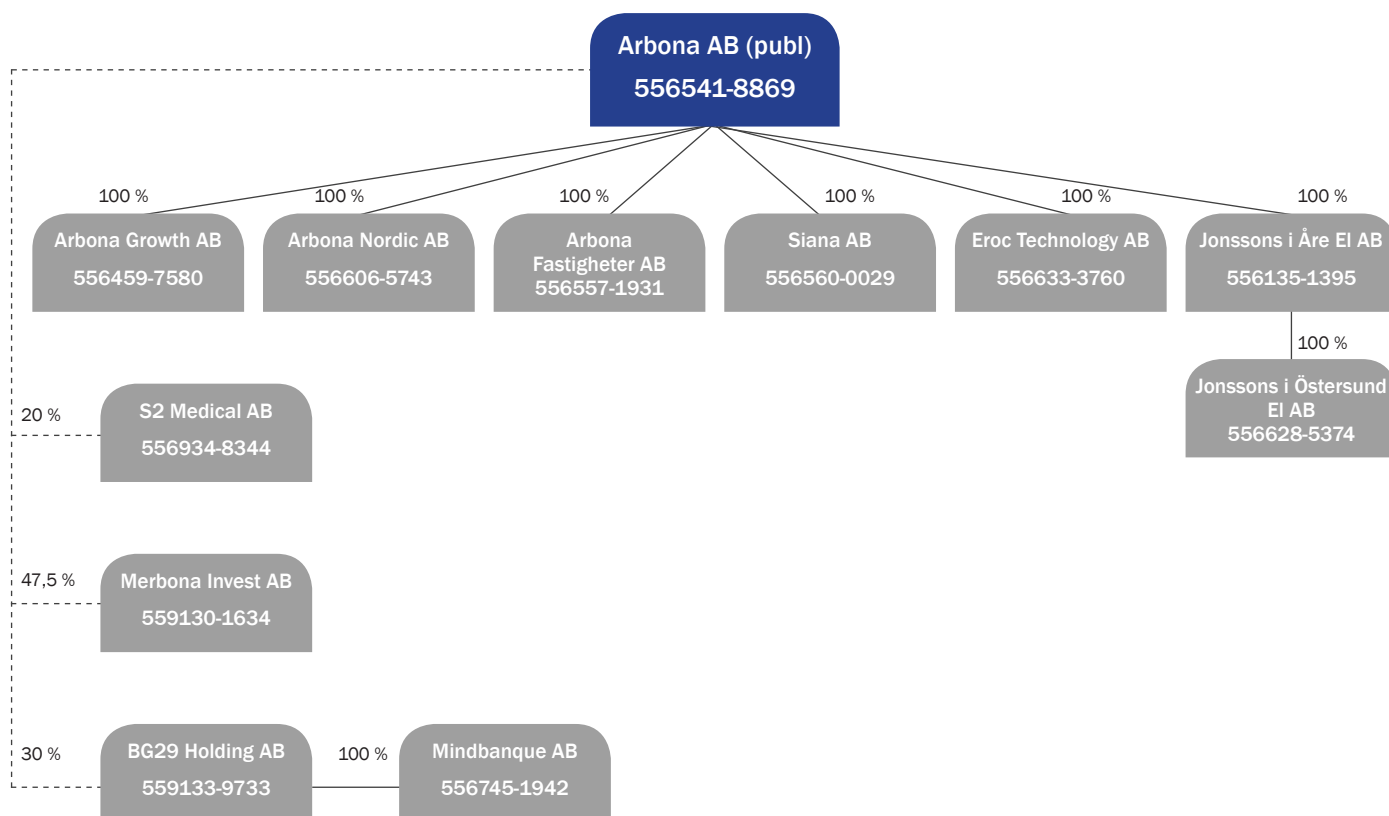 Arbona AB (publ)
556541-8869
100 %
100 %
100 %
100 %
100 %
100 %
Arbona Growth AB
556459-7580
Arbona Nordic AB
556606-5743
Arbona
Fastigheter AB
556557-1931
Siana AB
556560-0029
Eroc Technology AB
556633-3760
Jonssons i Åre El AB
556135-1395
100 %
Jonssons i Östersund
El AB
556628-5374
20 %
S2 Medical AB
556934-8344
47,5 %
Merbona Invest AB
559130-1634
30 %
BG29 Holding AB
559133-9733
100 %
Mindbanque AB
556745-1942